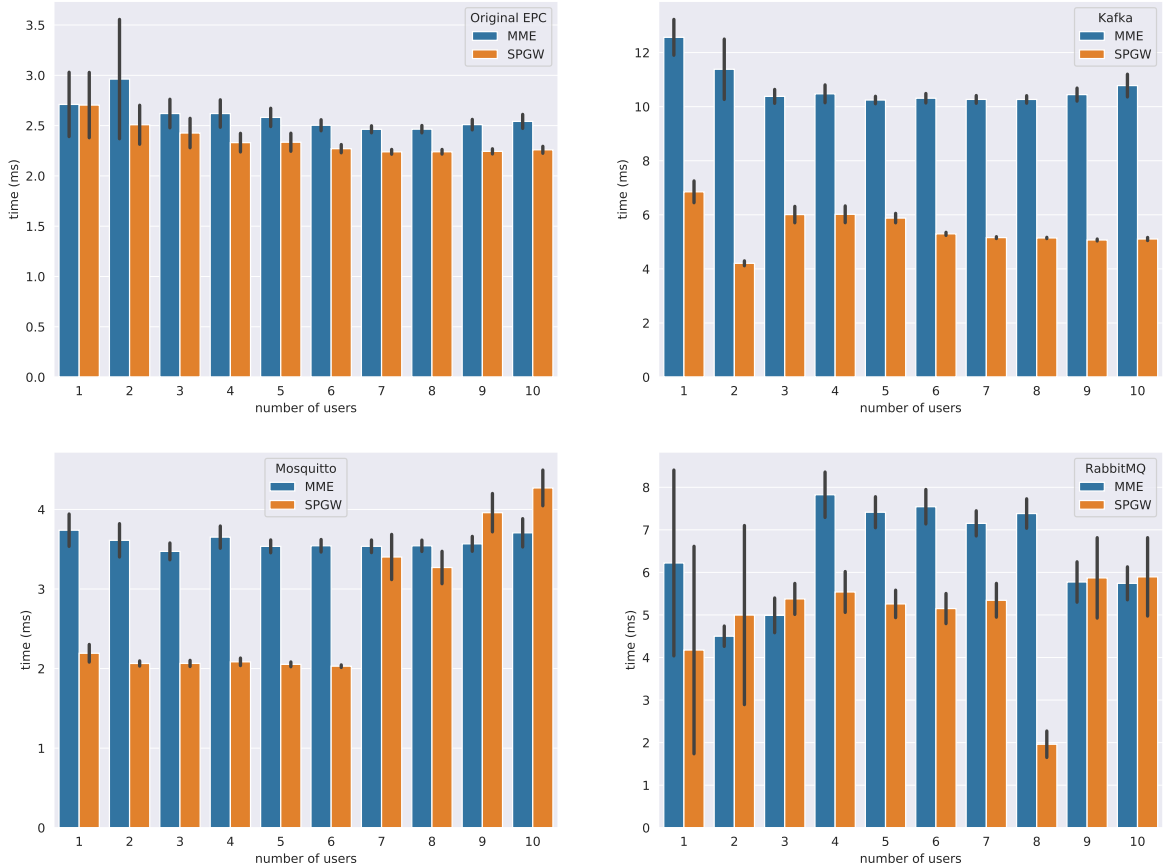 Original EPC
MME
SPGW
3.5
3.0
2.5
2.0
1.5
1.0
0.5
0.0
time (ms)
1 2 3 4 5 6 7 8 9 10
number of users
Kafka
MME
SPGW
12
10
8
6
4
2
0
time (ms)
1 2 3 4 5 6 7 8 9 10
number of users
Mosquitto
MME
SPGW
4
3
2
1
0
time (ms)
1 2 3 4 5 6 7 8 9 10
number of users
RabbitMQ
MME
SPGW
8
7
6
5
4
3
2
1
0
time (ms)
1 2 3 4 5 6 7 8 9 10
number of users